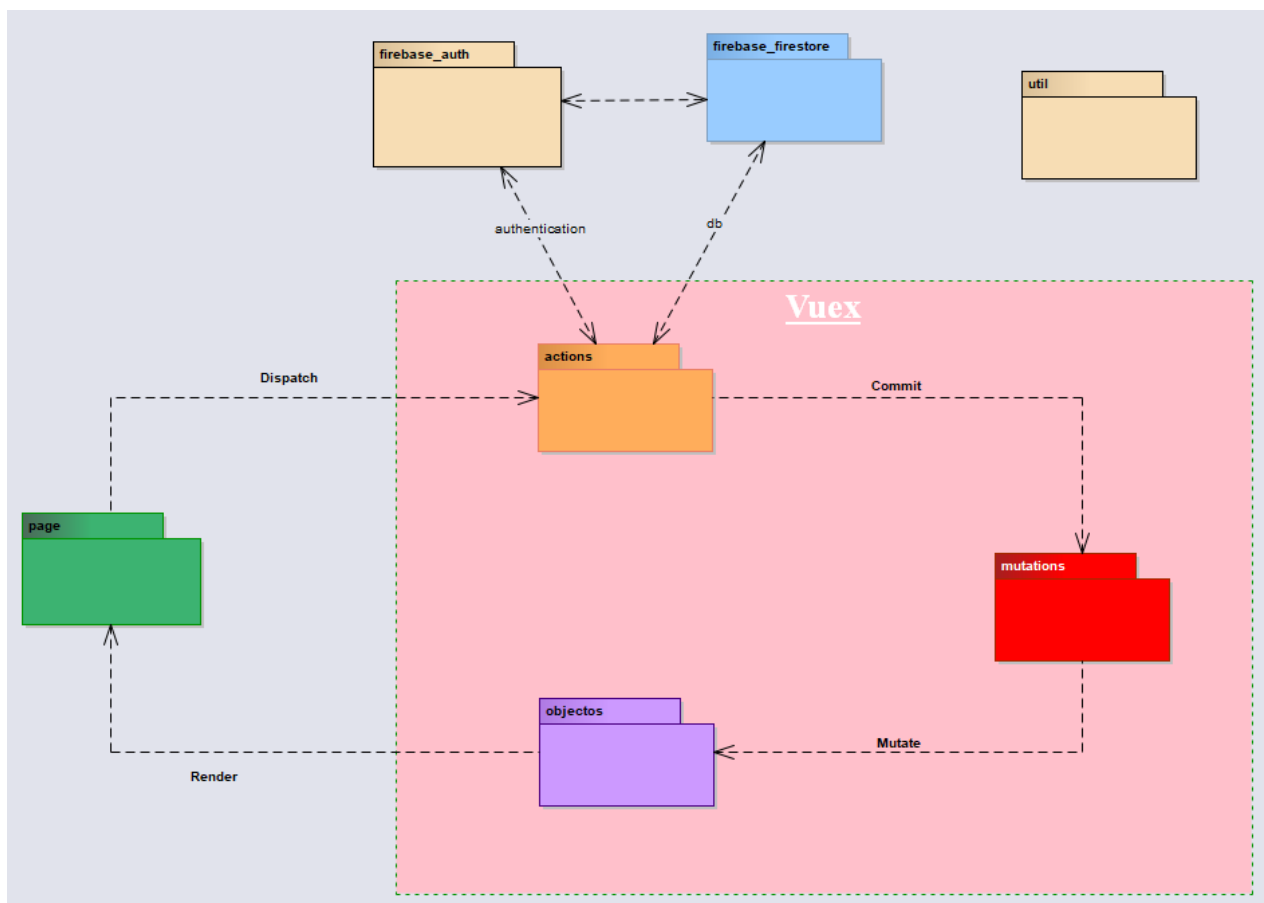 firebase_auth
firebase_firestore
util
authentication
db
Vuex
actions
Dispatch
Commit
page
mutations
objectos
Mutate
Render